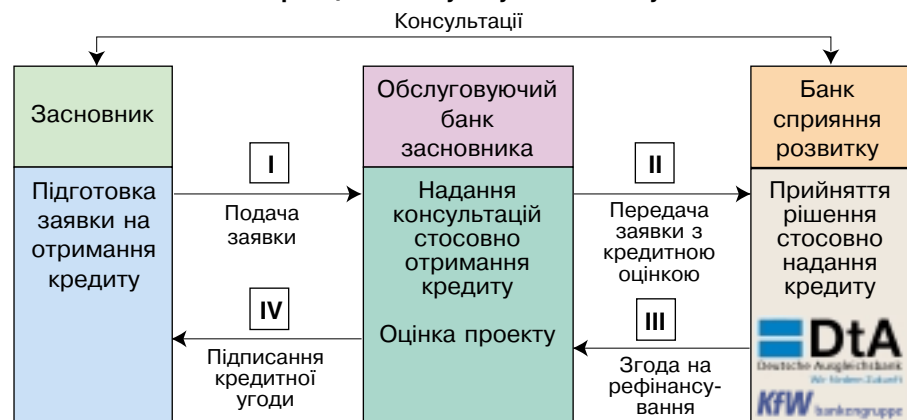 Консультації
Засновник
Обслуговуючий
банк
засновника
Банк
сприяння
розвитку
Підготовка
заявки на
отримання
кредиту
I
Подача
заявки
Надання
консультацій
стосовно
отримання
кредиту
Оцінка проекту
II
Передача
заявки з
кредитною
оцінкою
Прийняття
рішення
стосовно
надання
кредиту
IV
Підписання
кредитної
угоди
III
Згода на
рефінансу-
вання
DtA
Deutsche Ausgleichsbank
Wir fördern Zukunft
KfW bankengruppe